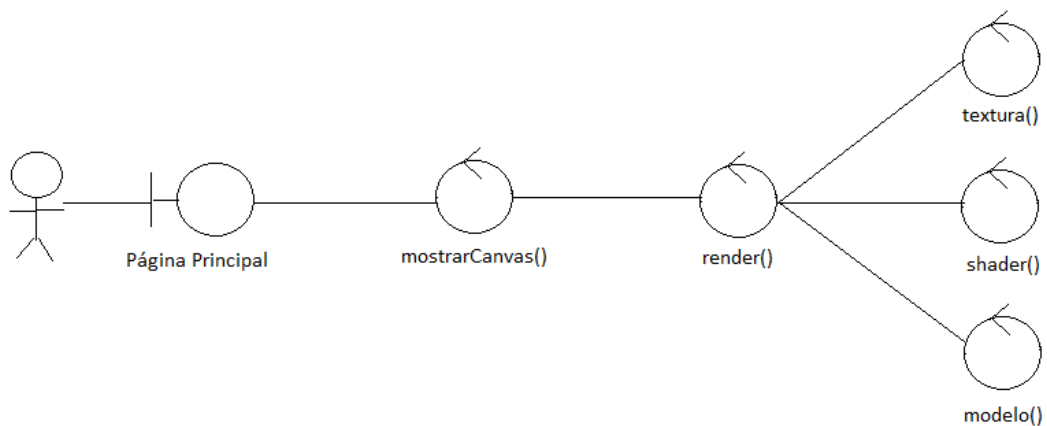 textura()
Página Principal
mostrarCanvas()
render()
shader()
modelo()